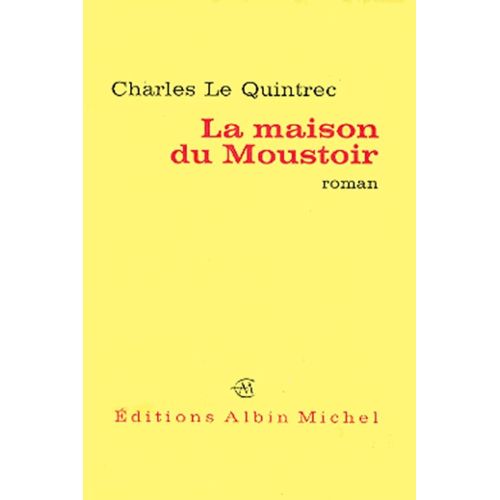 Charles Le Quintrec
La maison
du Moustoir
roman
Éditions Albin Michel